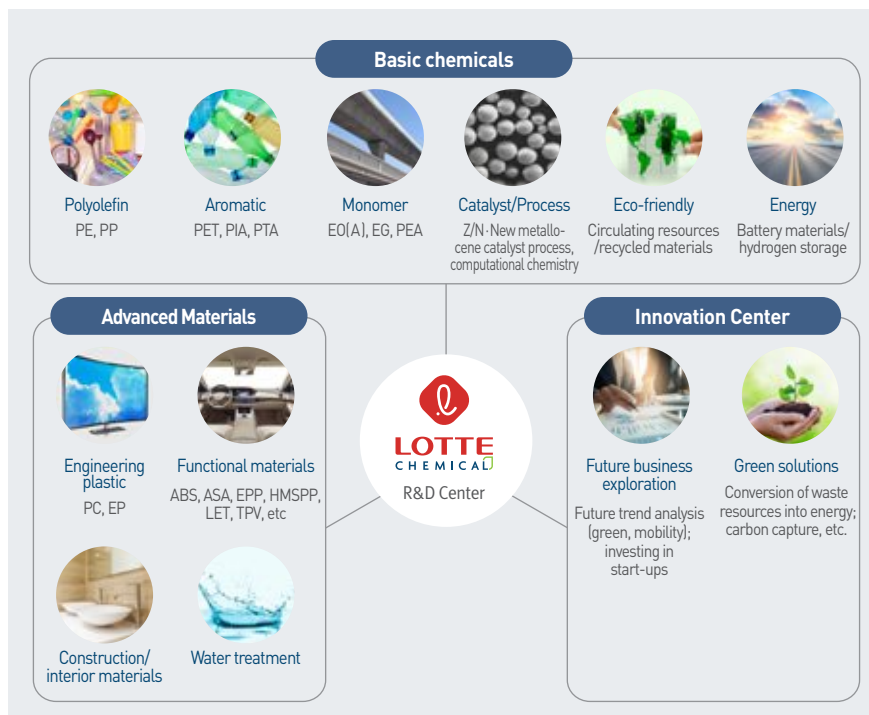 Basic chemicals
Polyolefin
PE, PP
Aromatic
PET, PIA, PTA
Monomer
EO(A), EG, PEA
Catalyst/Process
Z/N·New metallo-
cene catalyst process,
computational chemistry
Eco-friendly
Circulating resources
/recycled materials
Energy
Battery materials/
hydrogen storage
Advanced Materials
Engineering
plastic
PC, EP
Functional materials
ABS, ASA, EPP, HMSPP,
LET, TPV, etc
Construction/
interior materials
Water treatment
LOTTE
CHEMICAL
R&D Center
Innovation Center
Future business
exploration
Future trend analysis
(green, mobility);
investing in
start-ups
Green solutions
Conversion of waste
resources into energy;
carbon capture, etc.